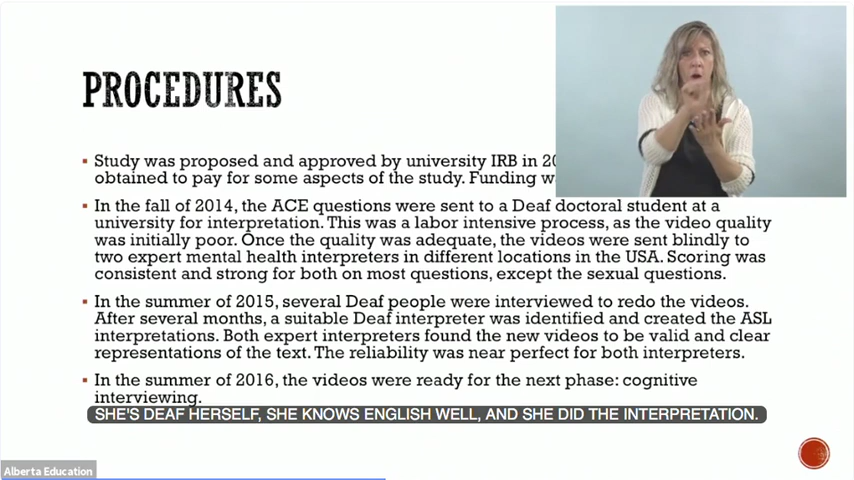 PROCEDURES
Study was proposed and approved by university IRB in
obtained to pay for some aspects of the study. Funding
In the fall of 2014, the ACE questions were sent to a Deaf doctoral student at a
university for interpretation. This was a labor intensive process, as the video quality
was initially poor. Once the quality was adequate, the videos were sent blindly to
two expert mental health interpreters in different locations in the USA. Scoring was
consistent and strong for both on most questions, except the sexual questions.
In the summer of 2015, several Deaf people were interviewed to redo the videos.
After several months, a suitable Deaf interpreter was identified and created the ASL
interpretations. Both expert interpreters found the new videos to be valid and clear
representations of the text. The reliability was near perfect for both interpreters.
In the summer of 2016, the videos were ready for the next phase: cognitive
interviewing.
SHE'S DEAF HERSELF, SHE KNOWS ENGLISH WELL, AND SHE DID THE INTERPRETATION.
Alberta Education